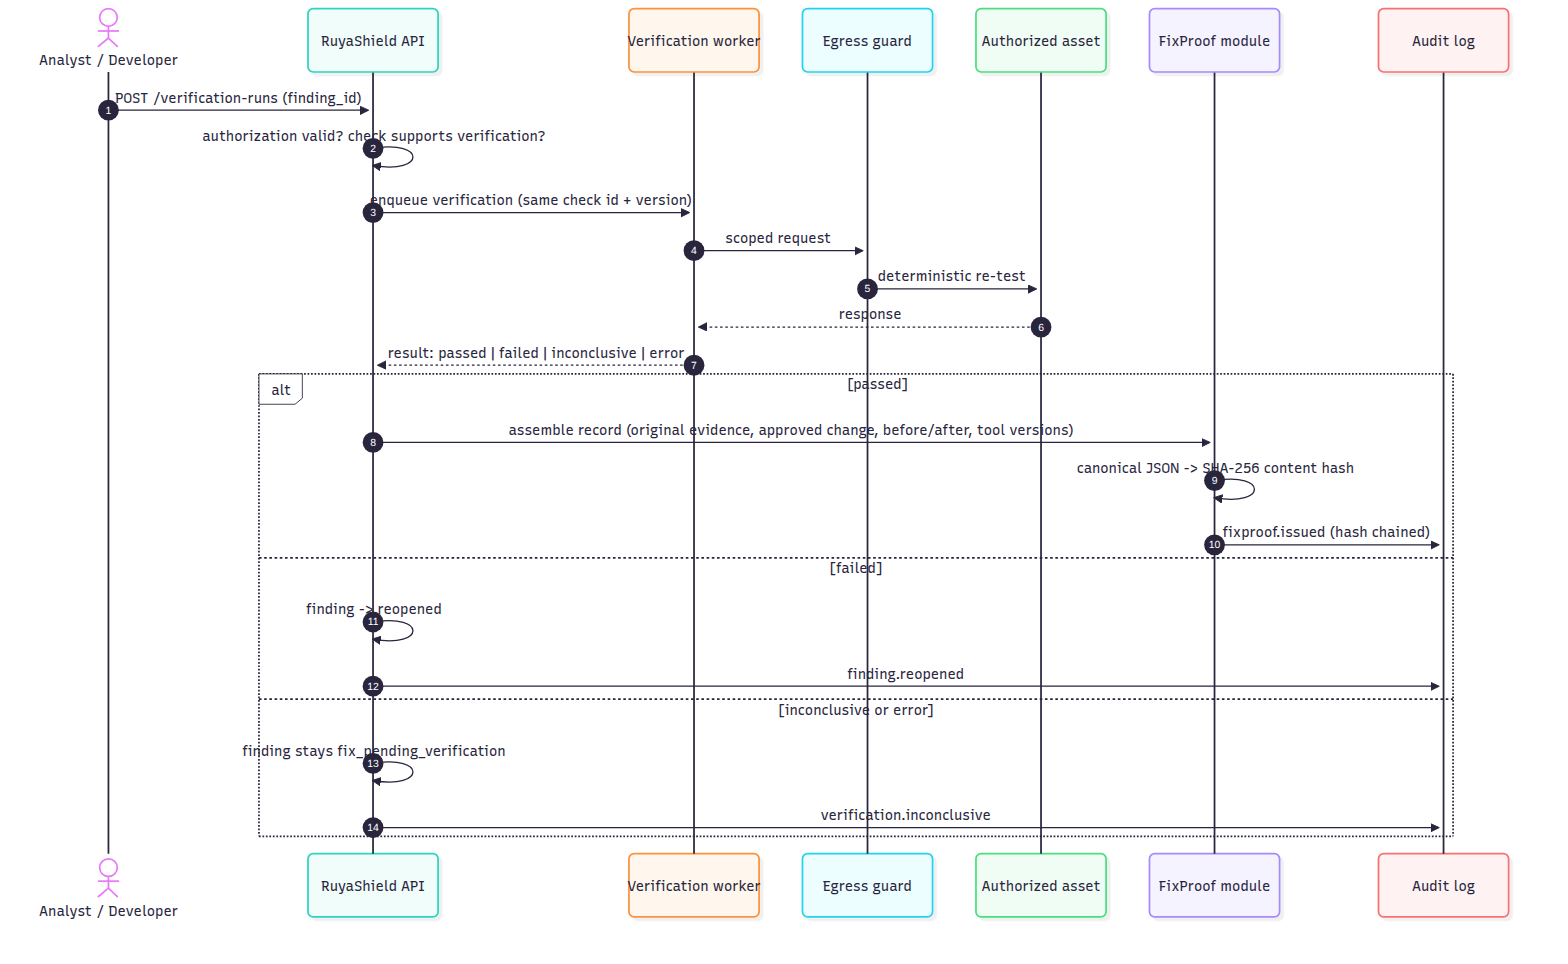 Analyst / Developer
RuyaShield API
Verification worker
Egress guard
Authorized asset
FixProof module
Audit log
POST /verification-runs (finding_id)
1
authorization valid? check supports verification?
2
enqueue verification (same check id + version)
3
scoped request
4
deterministic re-test
5
response
6
result: passed | failed | inconclusive | error
7
alt
[passed]
assemble record (original evidence, approved change, before/after, tool versions)
8
canonical JSON -> SHA-256 content hash
9
fixproof.issued (hash chained)
10
[failed]
finding -> reopened
11
finding.reopened
12
[inconclusive or error]
finding stays fix_pending_verification
13
verification.inconclusive
14
Analyst / Developer
RuyaShield API
Verification worker
Egress guard
Authorized asset
FixProof module
Audit log